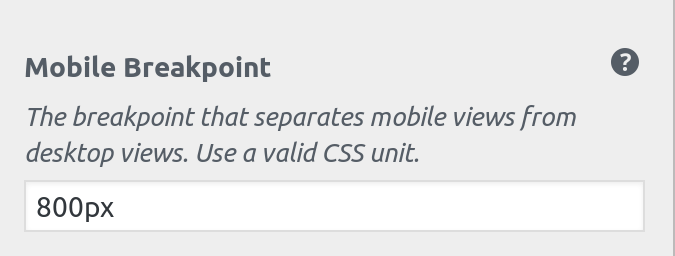 Mobile Breakpoint
?
The breakpoint that separates mobile views from
desktop views. Use a valid CSS unit.
800px